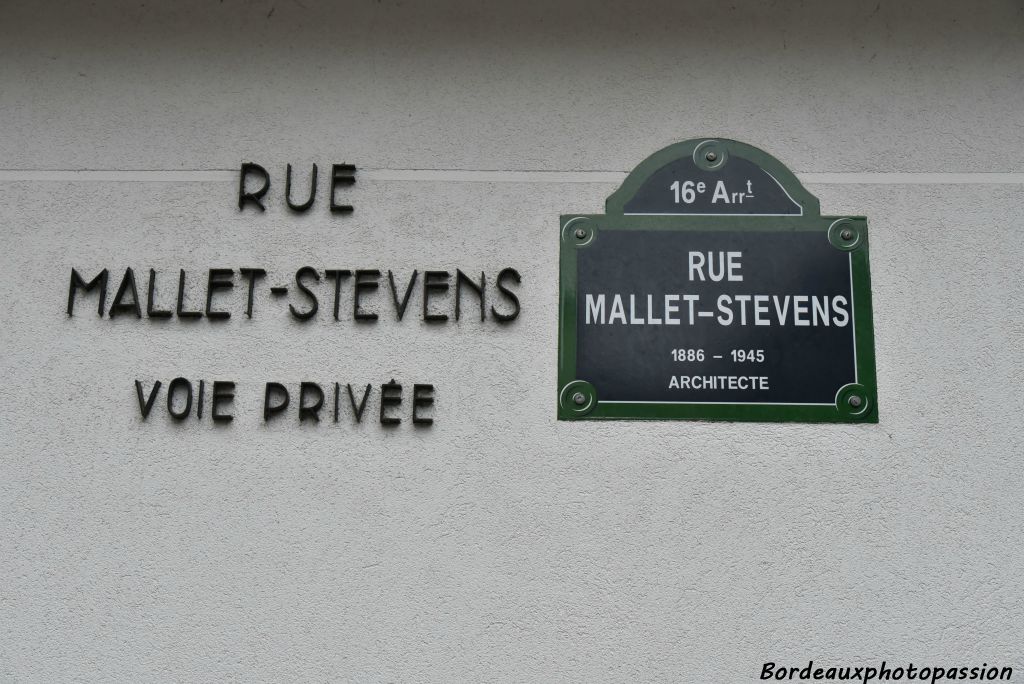 RUE
MALLET-STEVENS
VOIE PRIVÉE
16e Arrt
RUE
MALLET–STEVENS
1886 – 1945
ARCHITECTE
Bordeauxphotopassion